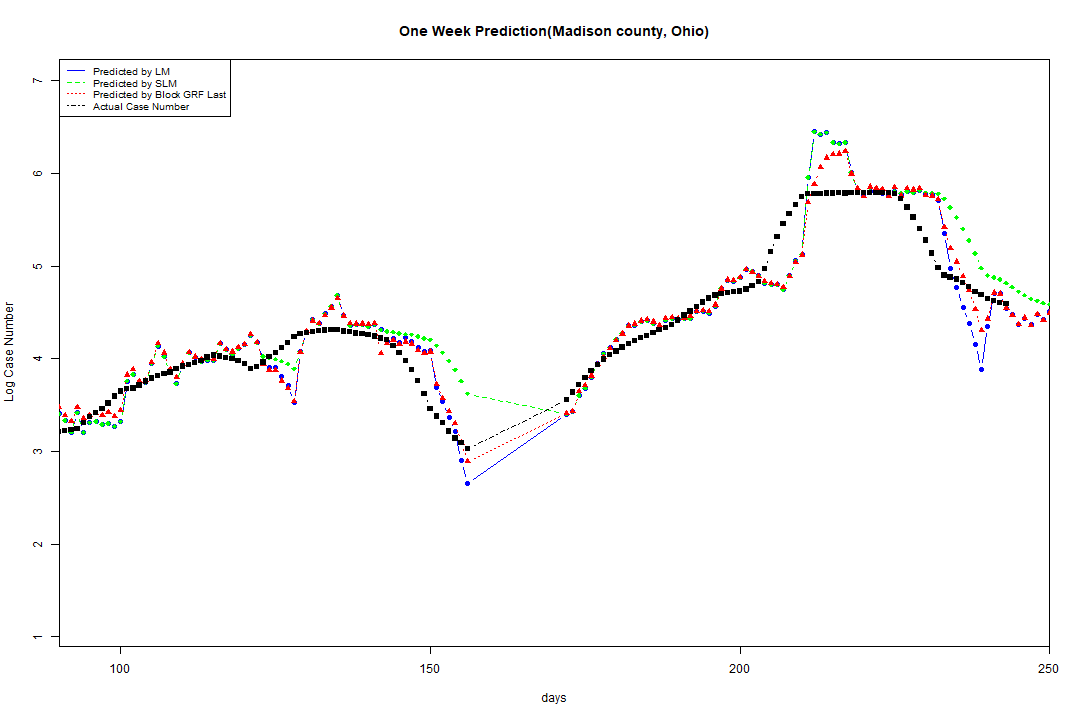 One Week Prediction(Madison county, Ohio)
Predicted by LM
Predicted by SLM
Predicted by Block GRF Last
Actual Case Number
7
6
5
4
3
2
1
Log Case Number
100 150 200 250
days